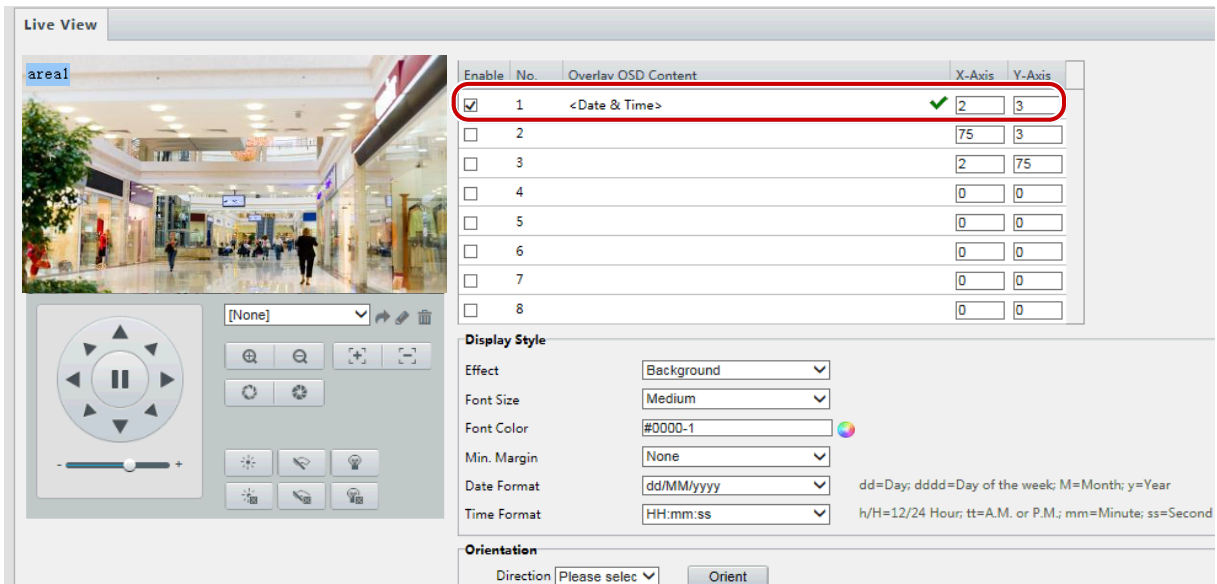 Live View
area1
Enable No. Overlay OSD Content X-Axis Y-Axis
1 <Date & Time> 2 3
2 75 3
3 2 75
4 0 0
5 0 0
6 0 0
7 0 0
8 0 0
[None]
- +
Display Style
Effect Background
Font Size Medium
Font Color #0000-1
Min. Margin None
Date Format dd/MM/yyyy dd=Day; dddd=Day of the week; M=Month; y=Year
Time Format HH:mm:ss h/H=12/24 Hour; tt=A.M. or P.M.; mm=Minute; ss=Second
Orientation
Direction Please selec Orient